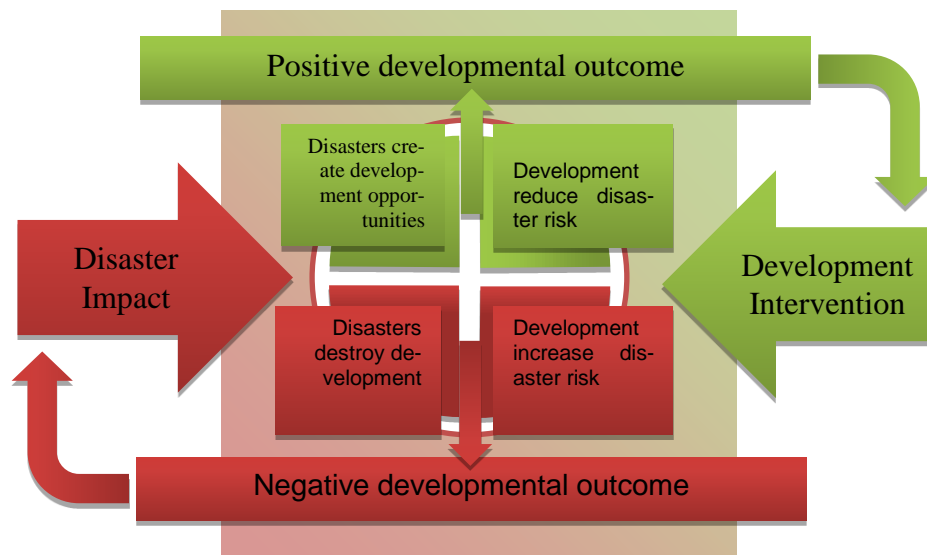 Positive developmental outcome
Disasters cre-
ate develop-
ment oppor-
tunities
Development
reduce disas-
ter risk
Disaster
Impact
Development
Intervention
Disasters
destroy de-
velopment
Development
increase dis-
aster risk
Negative developmental outcome